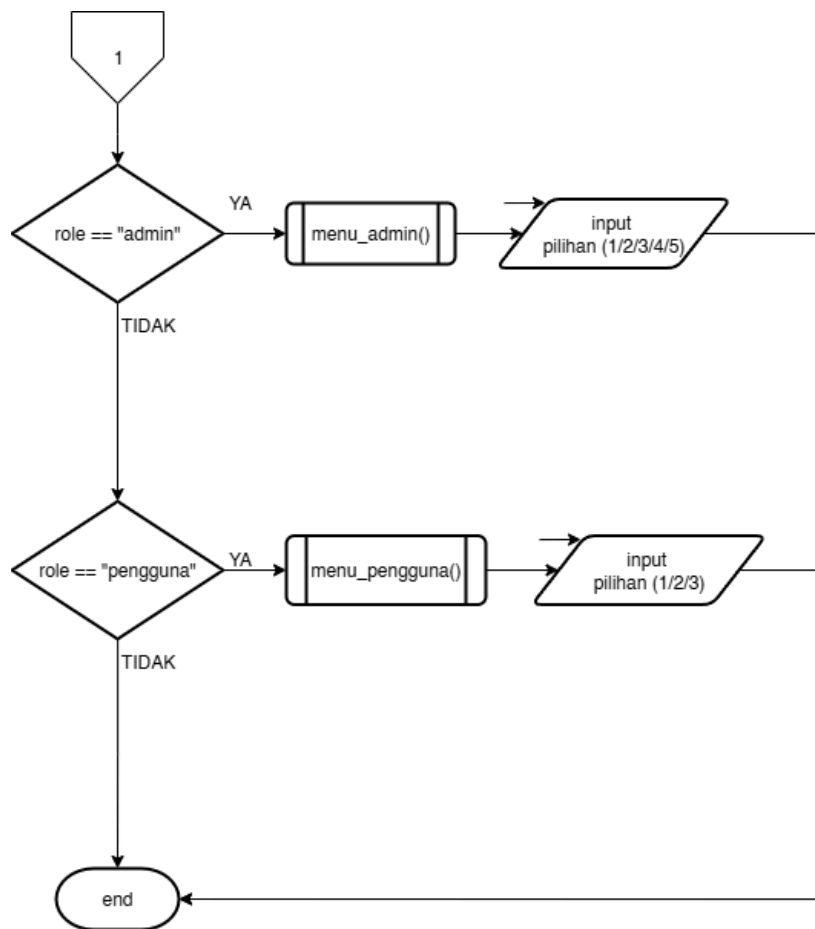 1
role == "admin"
YA
menu_admin()
input
pilihan (1/2/3/4/5)
TIDAK
role == "pengguna"
YA
menu_pengguna()
input
pilihan (1/2/3)
TIDAK
end